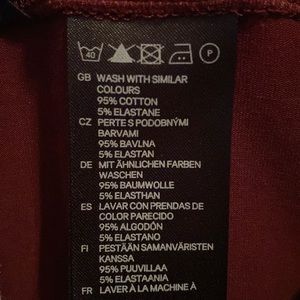 40 P
GB WASH WITH SIMILAR
COLOURS
95% COTTON
5% ELASTANE
CZ PERTE S PODOBNÝMI
BARVAMI
95% BAVLNA
5% ELASTAN
DE MIT ÄHNLICHEN FARBEN
WASCHEN
95% BAUMWOLLE
5% ELASTHAN
ES LAVAR CON PRENDAS DE
COLOR PARECIDO
95% ALGODÓN
5% ELASTANO
FI PESTÄÄN SAMANVÄRISTEN
KANSSA
95% PUUVILLAA
5% ELASTAANIA
FR LAVER À LA MACHINE À